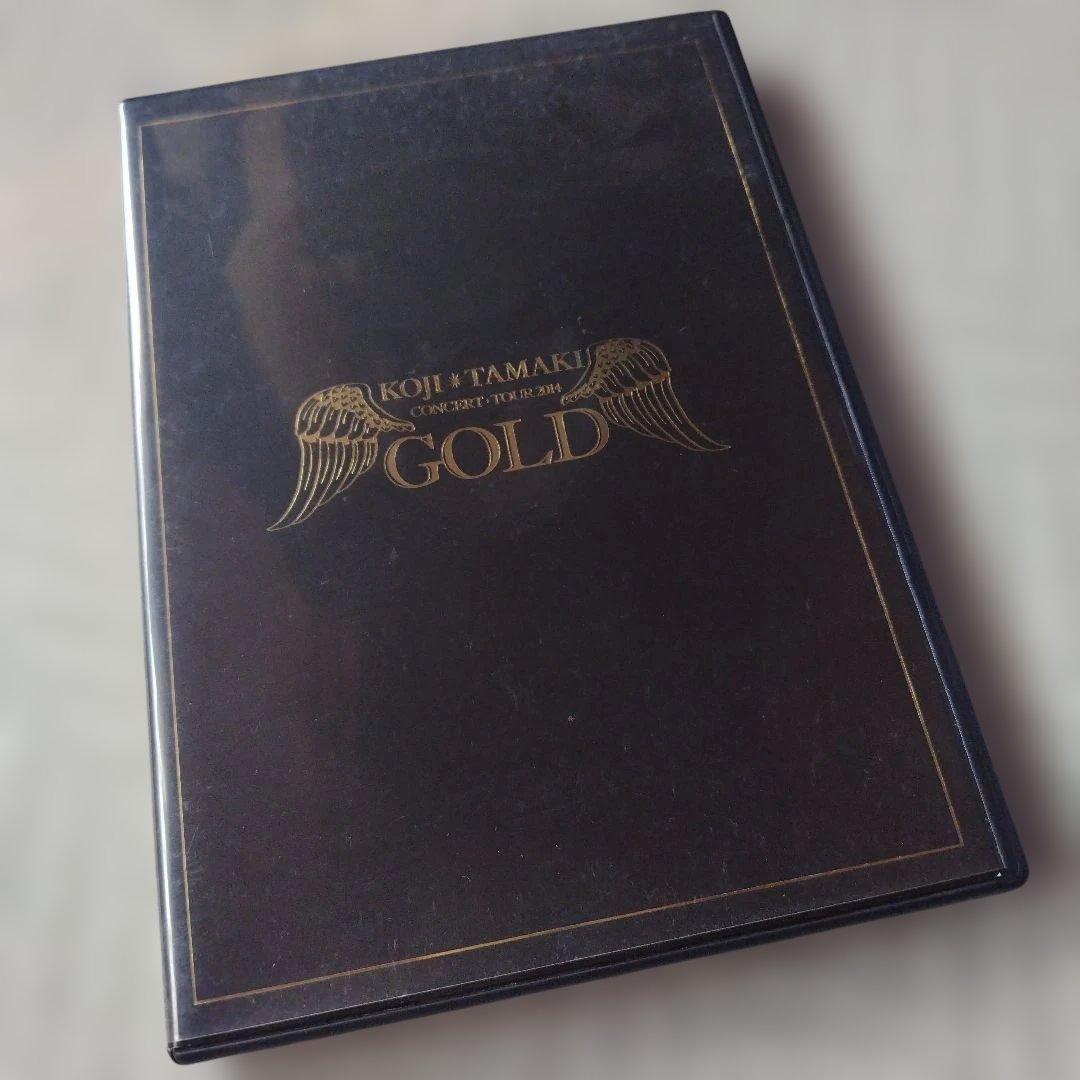 KOJI * TAMAKI
CONCERT • TOUR 2014
GOLD